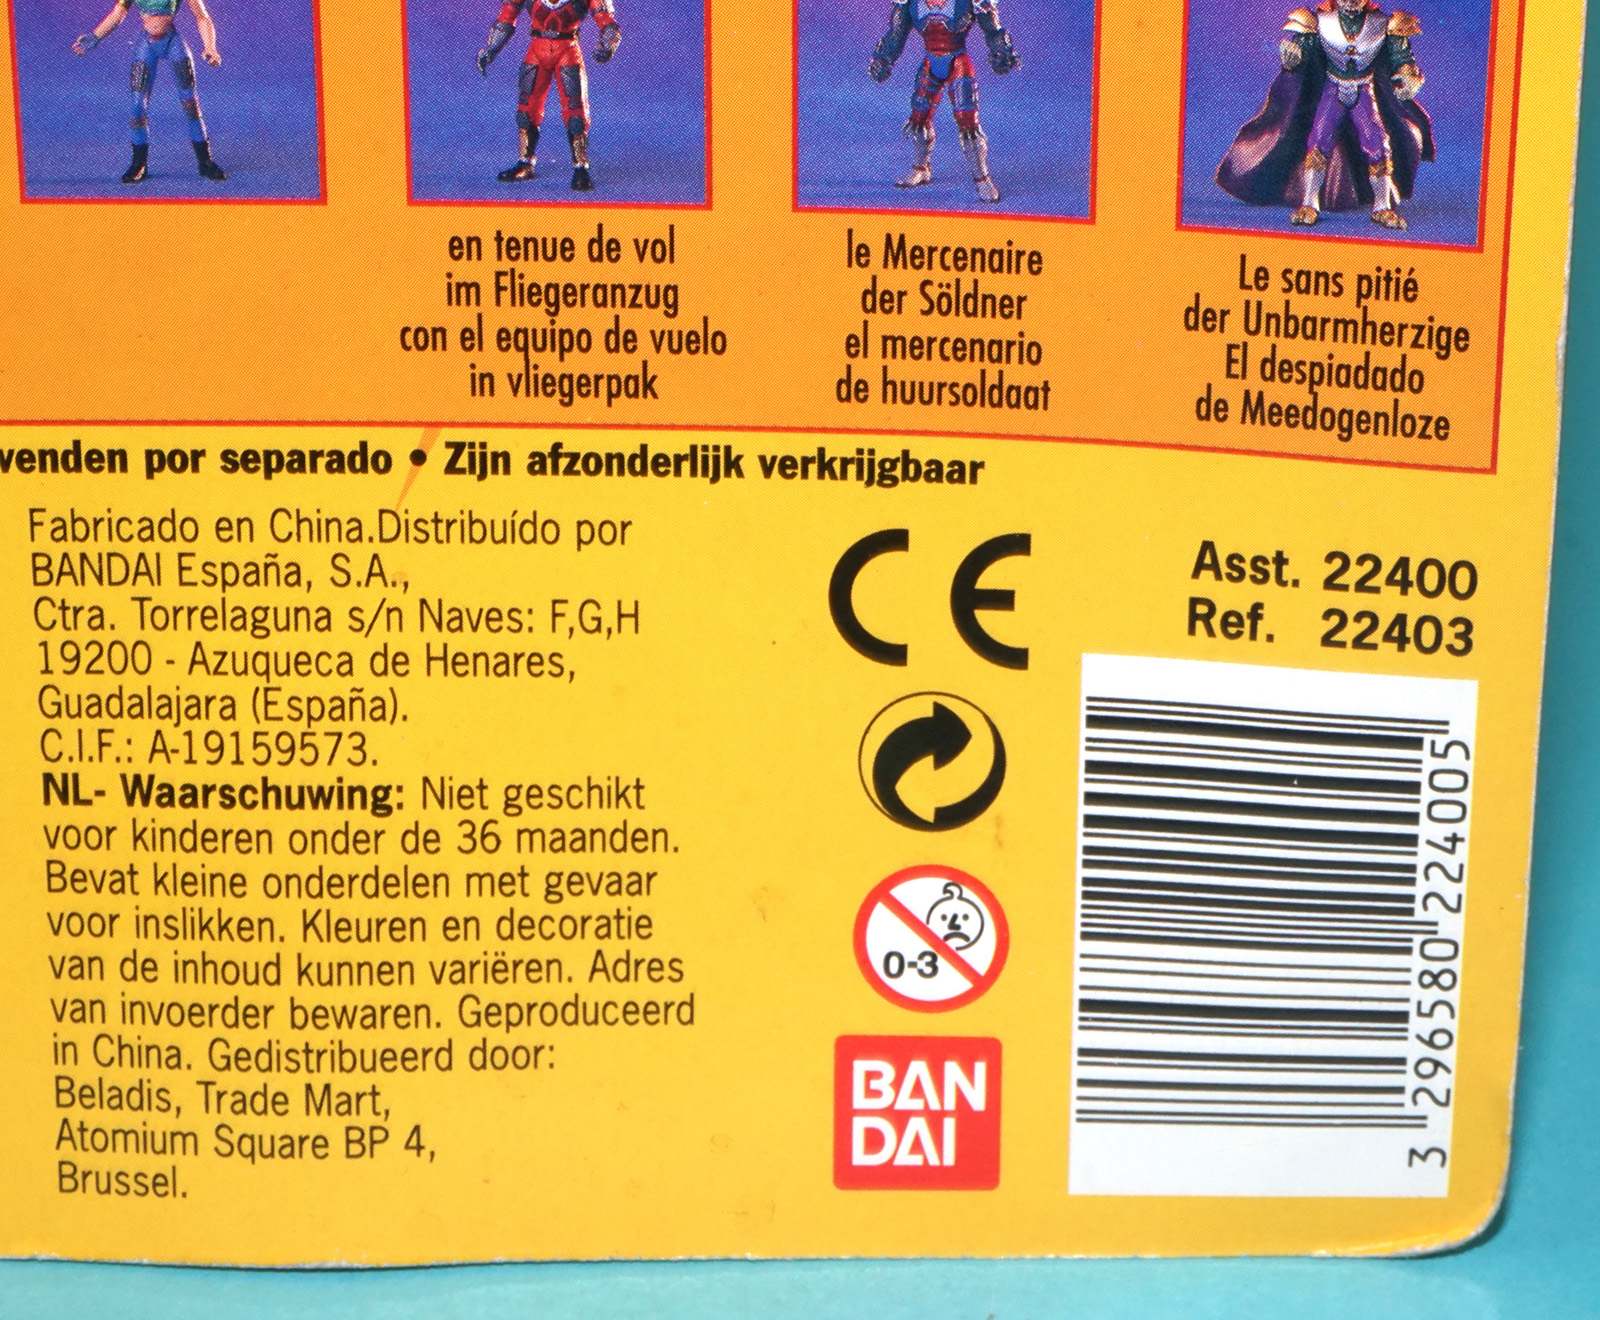 en tenue de vol
im Fliegeranzug
con el equipo de vuelo
in vliegerpak
le Mercenaire
der Söldner
el mercenario
de huursoldaat
Le sans pitié
der Unbarmherzige
El despiadado
de Meedogenloze
venden por separado • Zijn afzonderlijk verkrijgbaar
Fabricado en China.Distribuído por
BANDAI España, S.A.,
Ctra. Torrelaguna s/n Naves: F,G,H
19200 - Azuqueca de Henares,
Guadalajara (España).
C.I.F.: A-19159573.
NL- Waarschuwing: Niet geschikt
voor kinderen onder de 36 maanden.
Bevat kleine onderdelen met gevaar
voor inslikken. Kleuren en decoratie
van de inhoud kunnen variëren. Adres
van invoerder bewaren. Geproduceerd
in China. Gedistribueerd door:
Beladis, Trade Mart,
Atomium Square BP 4,
Brussel.
CE
0-3
BAN
DAI
Asst. 22400
Ref. 22403
3 296580 224005